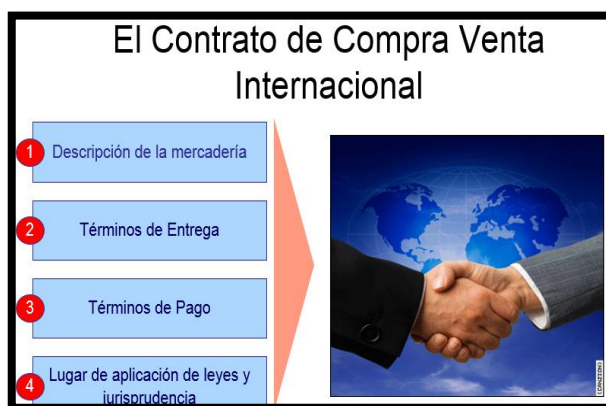 El Contrato de Compra Venta
Internacional
1 Descripción de la mercadería
2 Términos de Entrega
3 Términos de Pago
4 Lugar de aplicación de leyes y
jurisprudencia